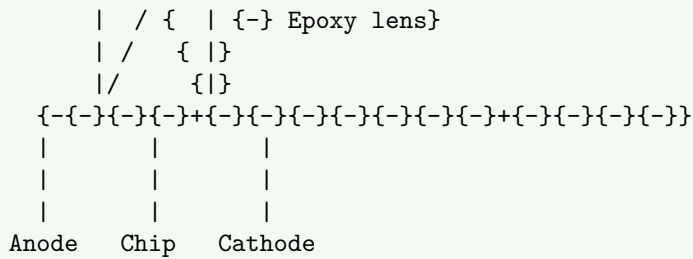 |  / {  | {-} Epoxy lens}
| /   { |}
|/     {|}
{-{-}{-}{-}+{-}{-}{-}{-}{-}{-}{-}+{-}{-}{-}{-}}
|       |       |
|       |       |
|       |       |
Anode   Chip   Cathode